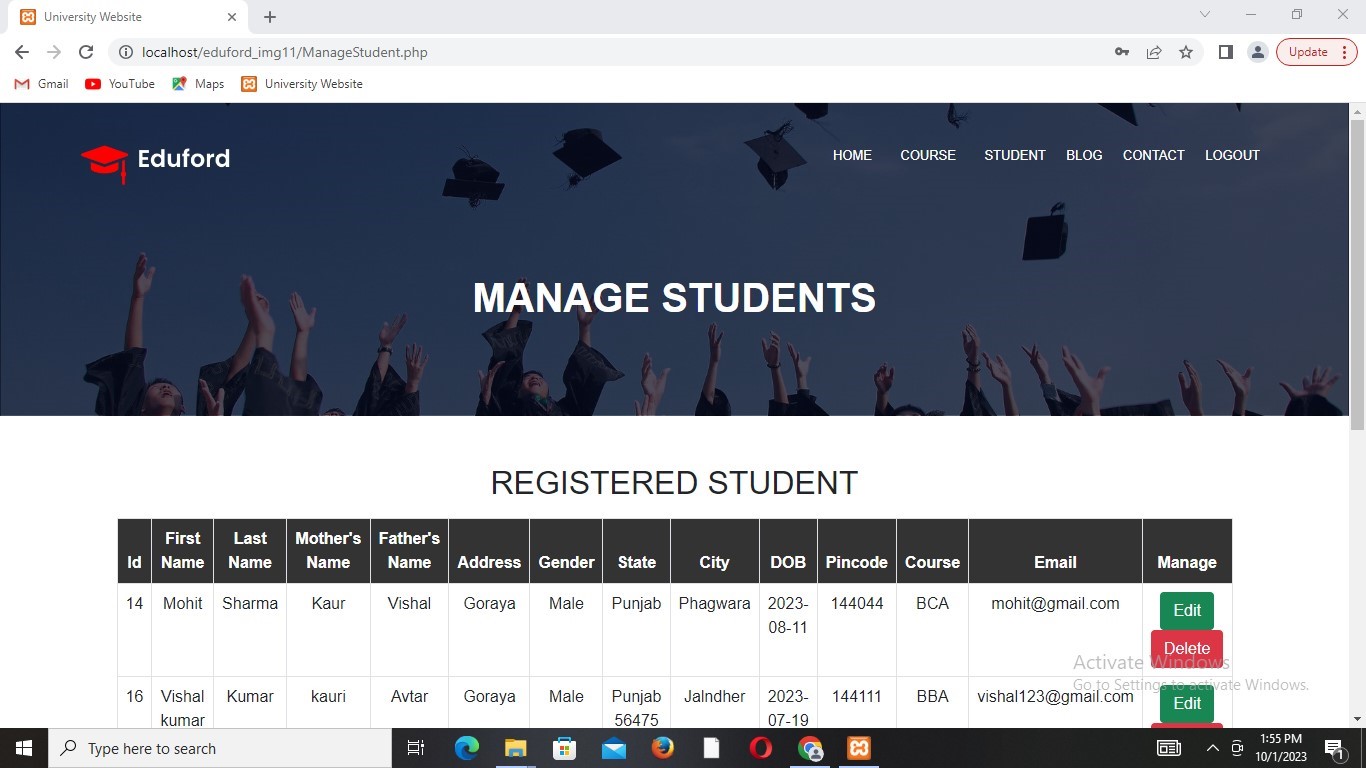 University Website
localhost/eduford_img11/ManageStudent.php
Update
Gmail YouTube Maps University Website
Eduford
HOME COURSE STUDENT BLOG CONTACT LOGOUT
MANAGE STUDENTS
REGISTERED STUDENT
Id First Name Last Name Mother's Name Father's Name Address Gender State City DOB Pincode Course Email Manage
14 Mohit Sharma Kaur Vishal Goraya Male Punjab Phagwara 2023-08-11 144044 BCA mohit@gmail.com Edit
Delete
16 Vishal kumar Kumar kauri Avtar Goraya Male Punjab 56475 Jalndher 2023-07-19 144111 BBA vishal123@gmail.com Edit
Activate Windows
Go to Settings to activate Windows.
Type here to search
1:55 PM
10/1/2023
1